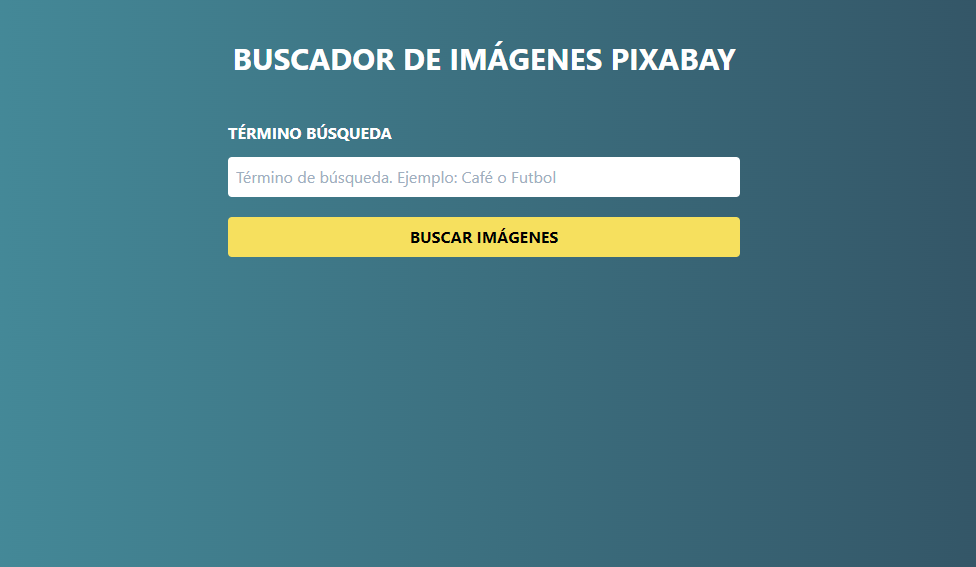 BUSCADOR DE IMÁGENES PIXABAY
TÉRMINO BÚSQUEDA
Término de búsqueda. Ejemplo: Café o Futbol
BUSCAR IMÁGENES